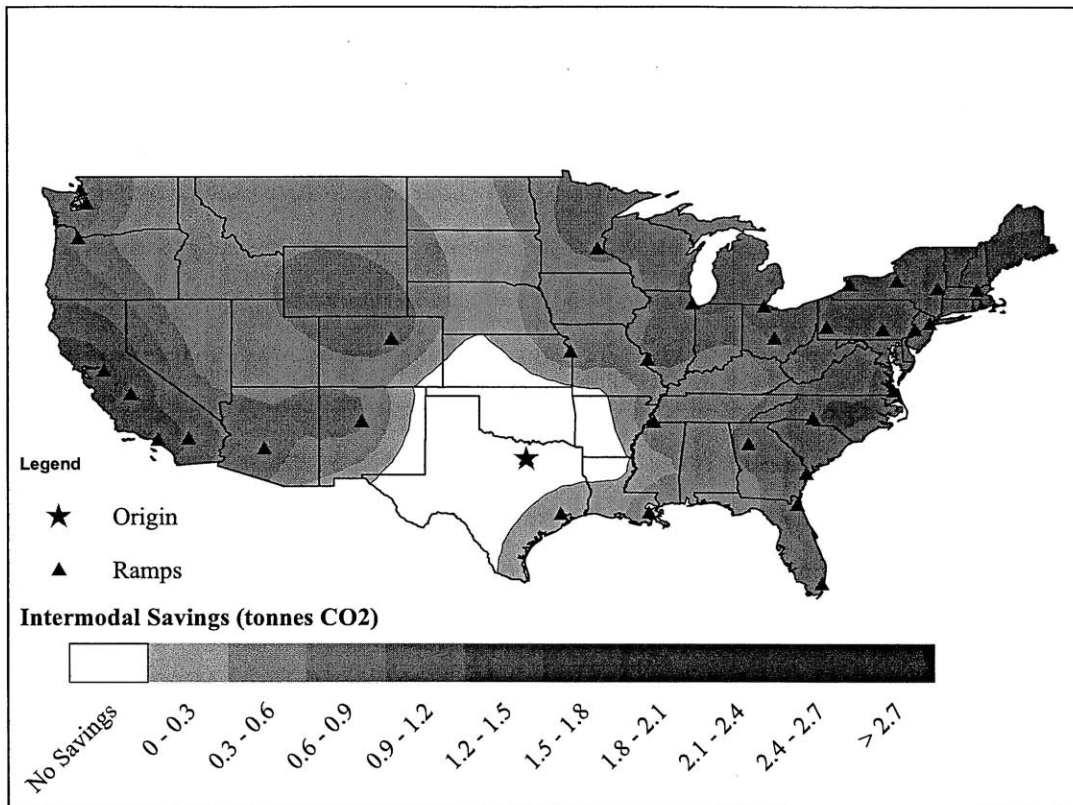 Legend
Origin
Ramps
Intermodal Savings (tonnes CO2)
No Savings
0 - 0.3
0.3 - 0.6
0.6 - 0.9
0.9 - 1.2
1.2 - 1.5
1.5 - 1.8
1.8 - 2.1
2.1 - 2.4
2.4 - 2.7
> 2.7